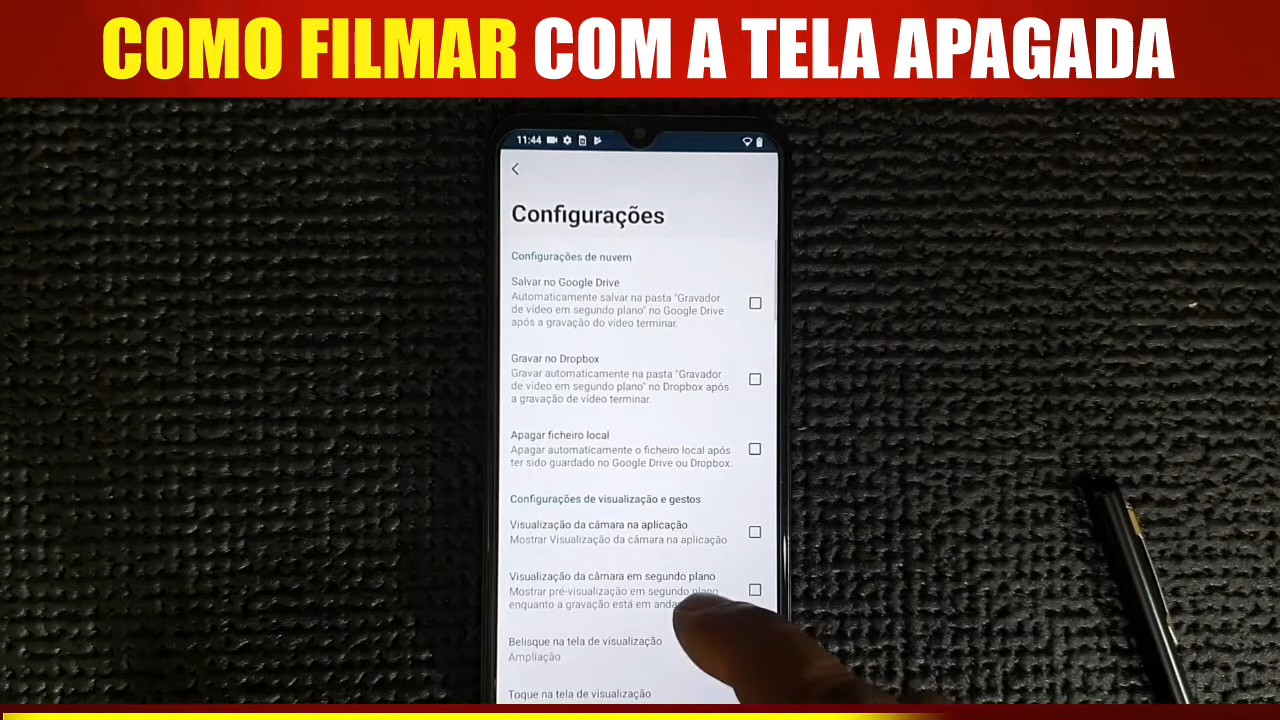 COMO FILMAR COM A TELA APAGADA
11:44
Configurações
Configurações de nuvem
Salvar no Google Drive
Automaticamente salvar na pasta "Gravador
de vídeo em segundo plano" no Google Drive
após a gravação do vídeo terminar.
Gravar no Dropbox
Gravar automaticamente na pasta "Gravador
de vídeo em segundo plano" no Dropbox após
a gravação de vídeo terminar.
Apagar ficheiro local
Apagar automaticamente o ficheiro local após
ter sido guardado no Google Drive ou Dropbox.
Configurações de visualização e gestos
Visualização da câmara na aplicação
Mostrar Visualização da câmara na aplicação
Visualização da câmara em segundo plano
Mostrar pré-visualização em segundo plano
enquanto a gravação está em
Belisque na tela de visualização
Ampliação
Toque na tela de visualização